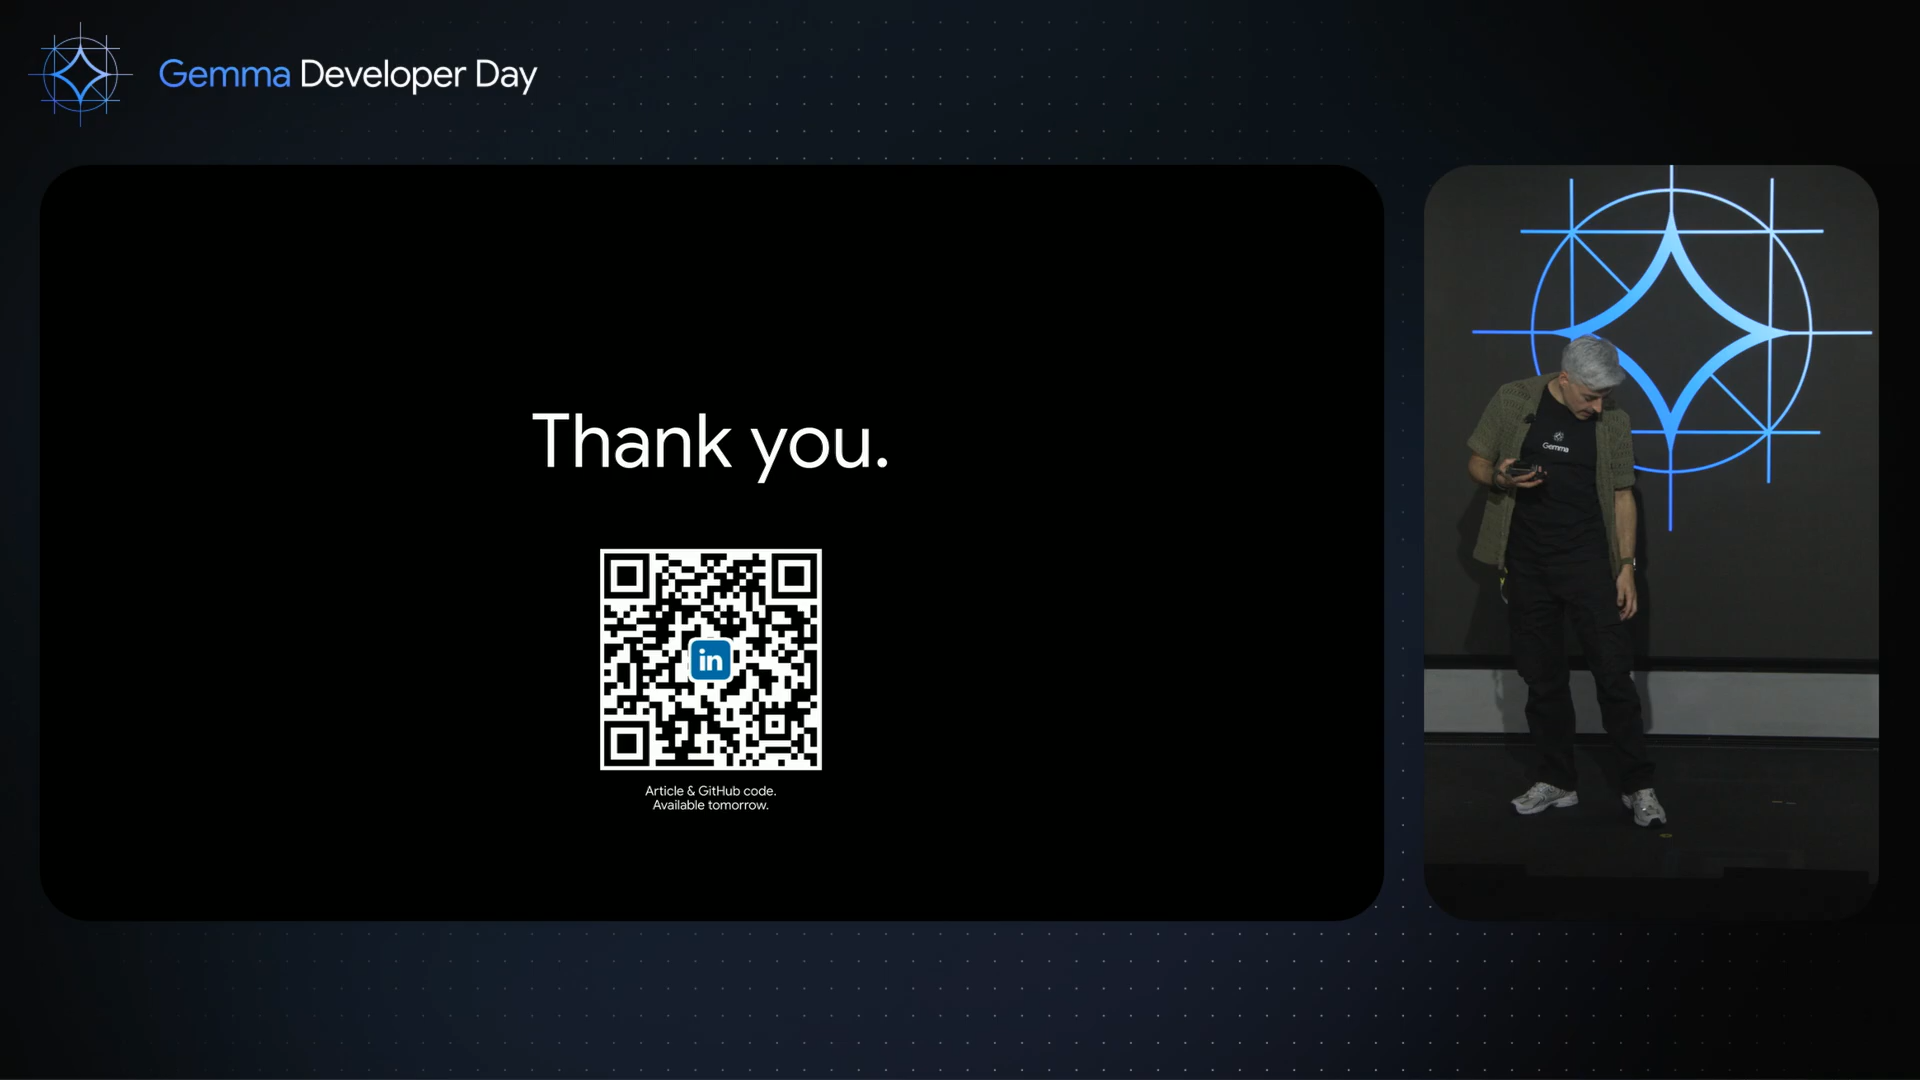 Gemma Developer Day
Thank you.
in
Article & GitHub code.
Available tomorrow.
Gemma